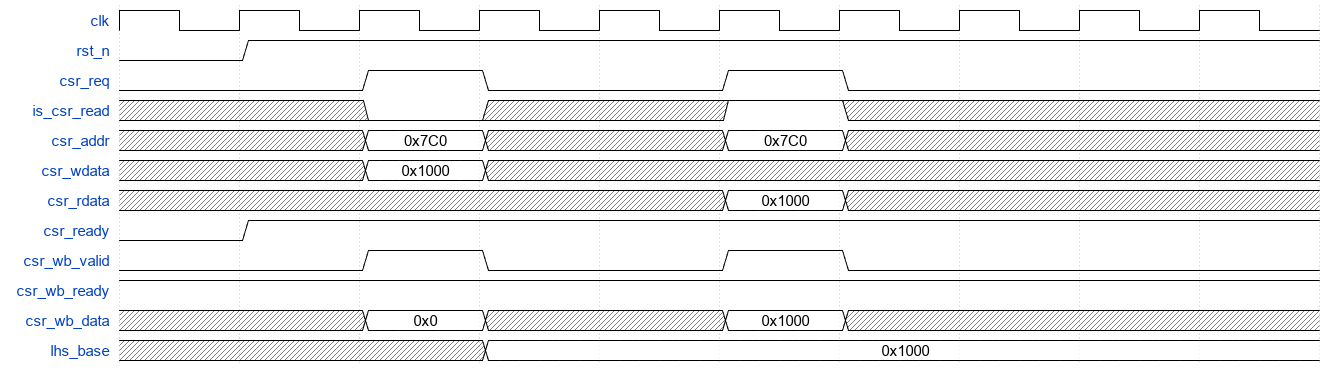 clk
rst_n
csr_req
is_csr_read
csr_addr 0x7C0 0x7C0
csr_wdata 0x1000
csr_rdata 0x1000
csr_ready
csr_wb_valid
csr_wb_ready
csr_wb_data 0x0 0x1000
lhs_base 0x1000